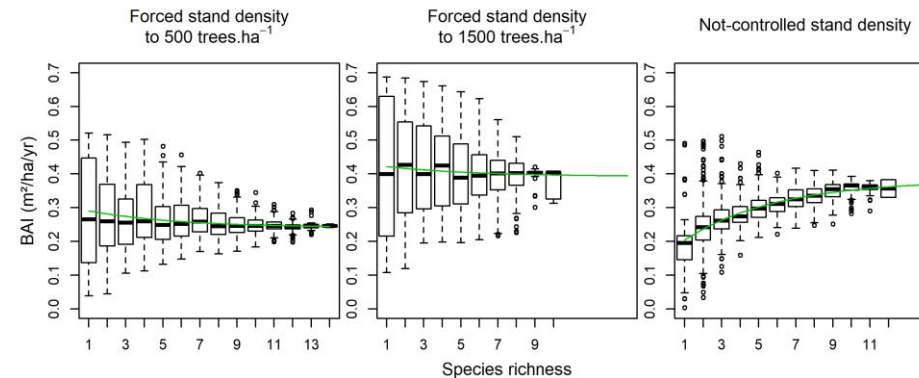 Forced stand density
to 500 trees.ha⁻¹
Forced stand density
to 1500 trees.ha⁻¹
Not-controlled stand density
BAI (m²/ha/yr)
0.7
0.6
0.5
0.4
0.3
0.2
0.1
0.0
1 3 5 7 9 11 13
0.7
0.6
0.5
0.4
0.3
0.2
0.1
0.0
1 3 5 7 9
0.7
0.6
0.5
0.4
0.3
0.2
0.1
0.0
1 3 5 7 9 11
Species richness